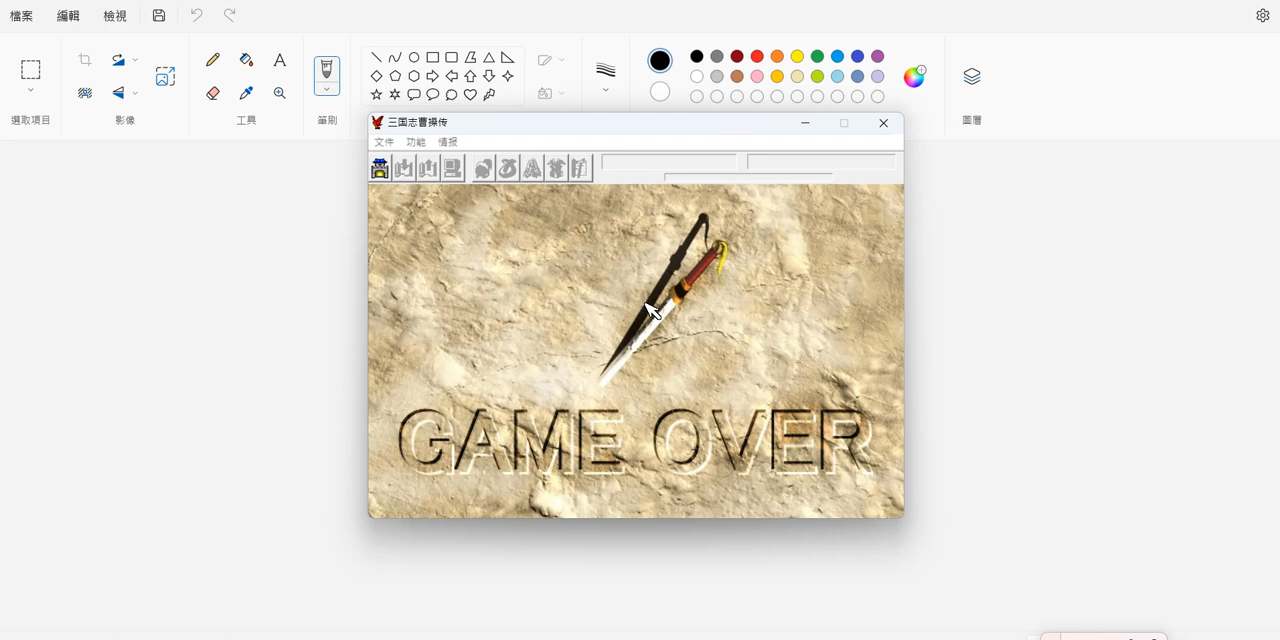 檔案 編輯 檢視
選取項目 影像 工具 筆刷 圖層
三国志曹操传
文件 功能 情报
GAME OVER